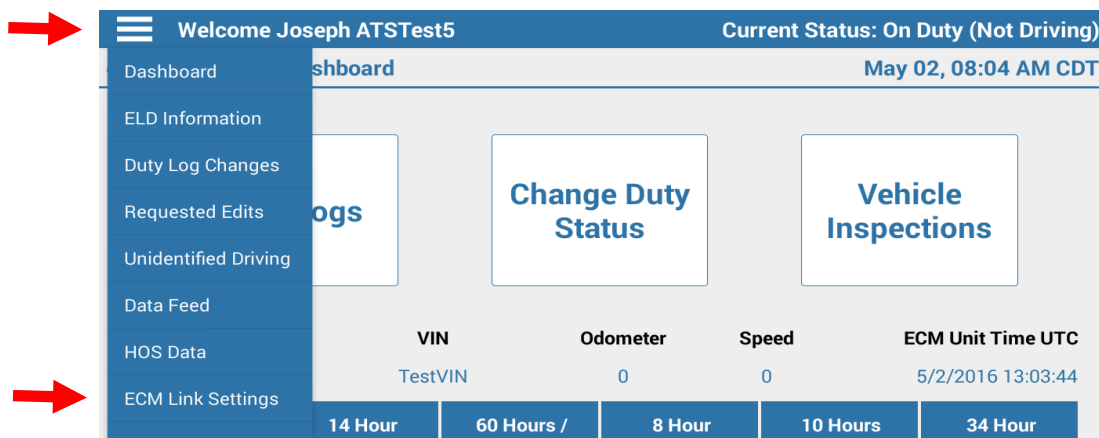 Welcome Joseph ATSTest5 Current Status: On Duty (Not Driving)
Dashboard
ELD Information
Duty Log Changes
Requested Edits
Unidentified Driving
Data Feed
HOS Data
ECM Link Settings
shboard May 02, 08:04 AM CDT
ogs
Change Duty
Status
Vehicle
Inspections
VIN Odometer Speed ECM Unit Time UTC
TestVIN 0 0 5/2/2016 13:03:44
14 Hour 60 Hours / 8 Hour 10 Hours 34 Hour